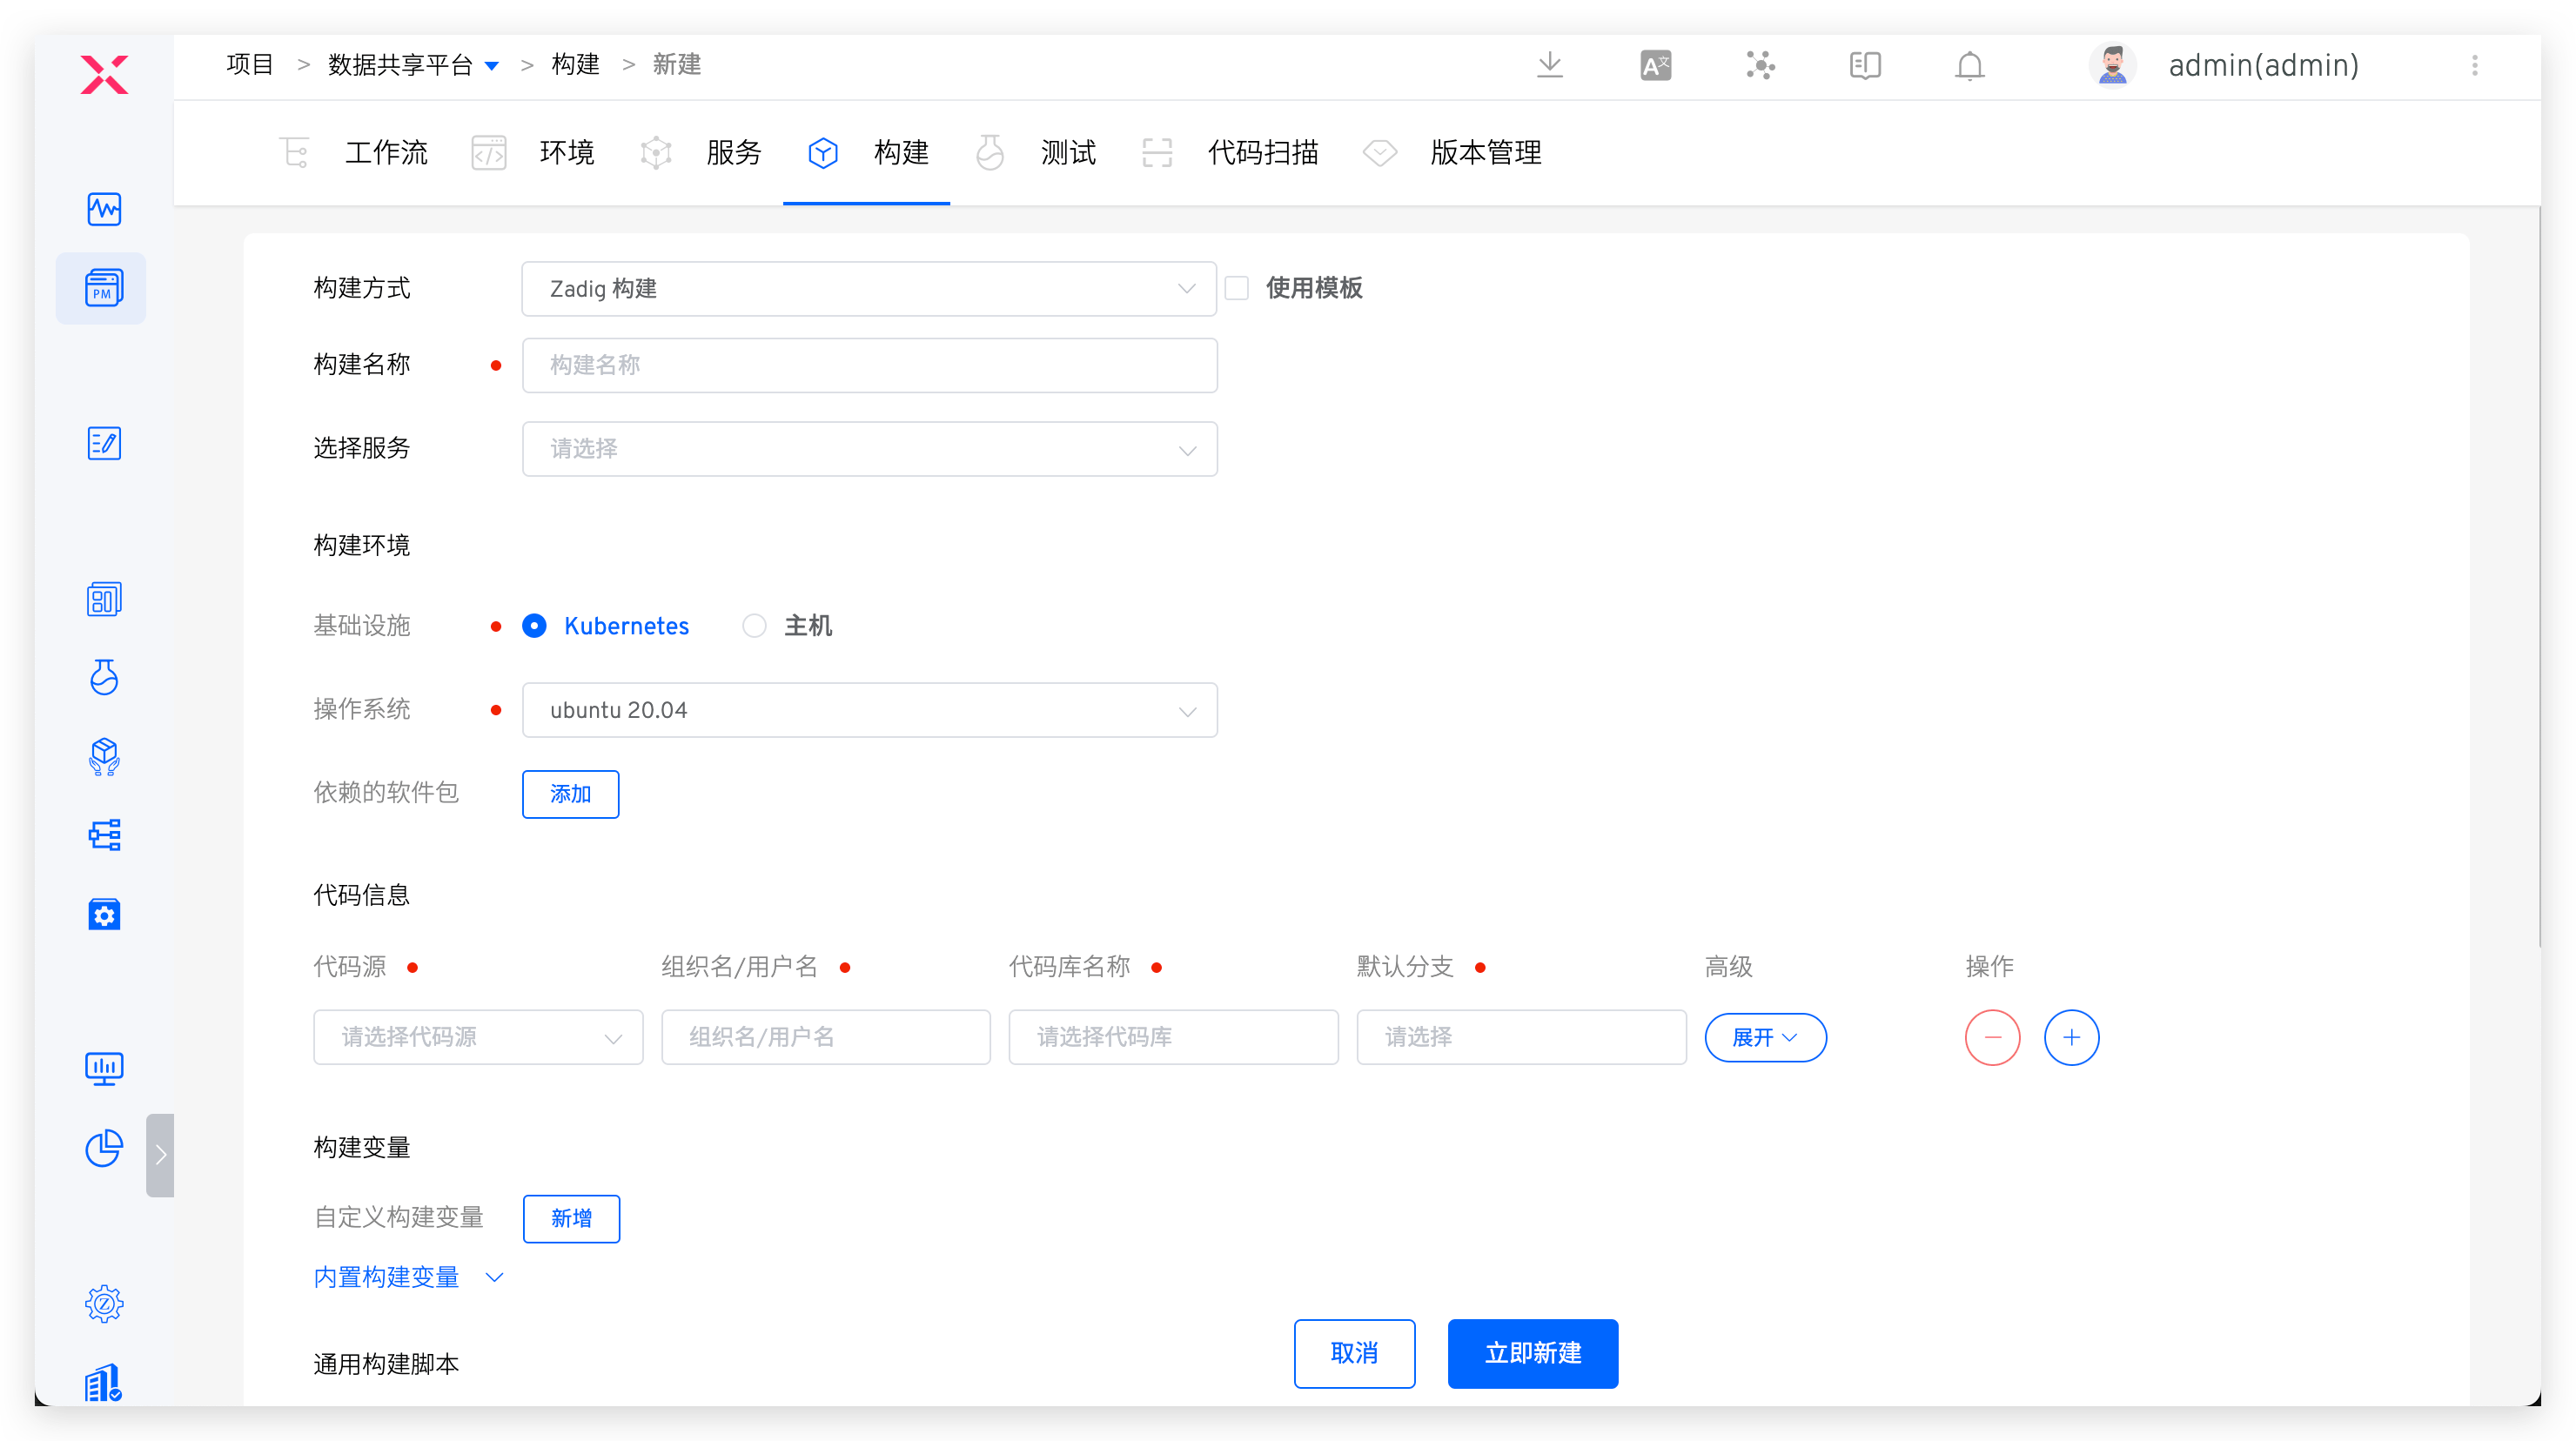 项目 > 数据共享平台 > 构建 > 新建
A文
admin(admin)
工作流 环境 服务 构建 测试 代码扫描 版本管理
PM
构建方式 Zadig 构建 使用模板
构建名称 构建名称
选择服务 请选择
构建环境
基础设施 Kubernetes 主机
操作系统 ubuntu 20.04
依赖的软件包 添加
代码信息
代码源 组织名/用户名 代码库名称 默认分支 高级 操作
请选择代码源 组织名/用户名 请选择代码库 请选择 展开
构建变量
自定义构建变量 新增
内置构建变量
Z
取消 立即新建
通用构建脚本